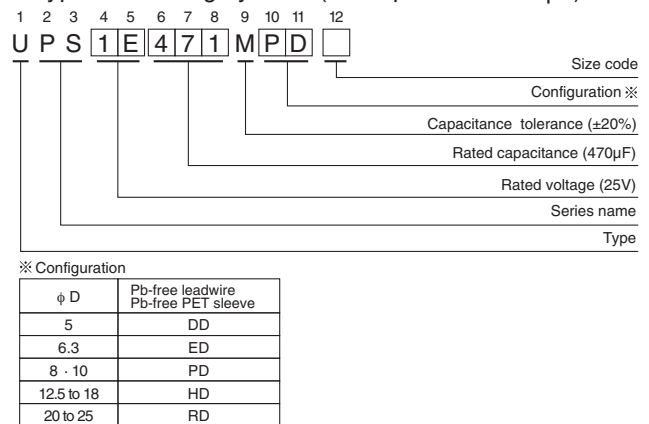 1 2 3 4 5 6 7 8 9 10 11 12
U P S 1 E 4 7 1 M P D
Size code
Configuration ※
Capacitance tolerance (±20%)
Rated capacitance (470µF)
Rated voltage (25V)
Series name
Type
※ Configuration
ϕ D Pb-free leadwire
Pb-free PET sleeve
5 DD
6.3 ED
8 · 10 PD
12.5 to 18 HD
20 to 25 RD